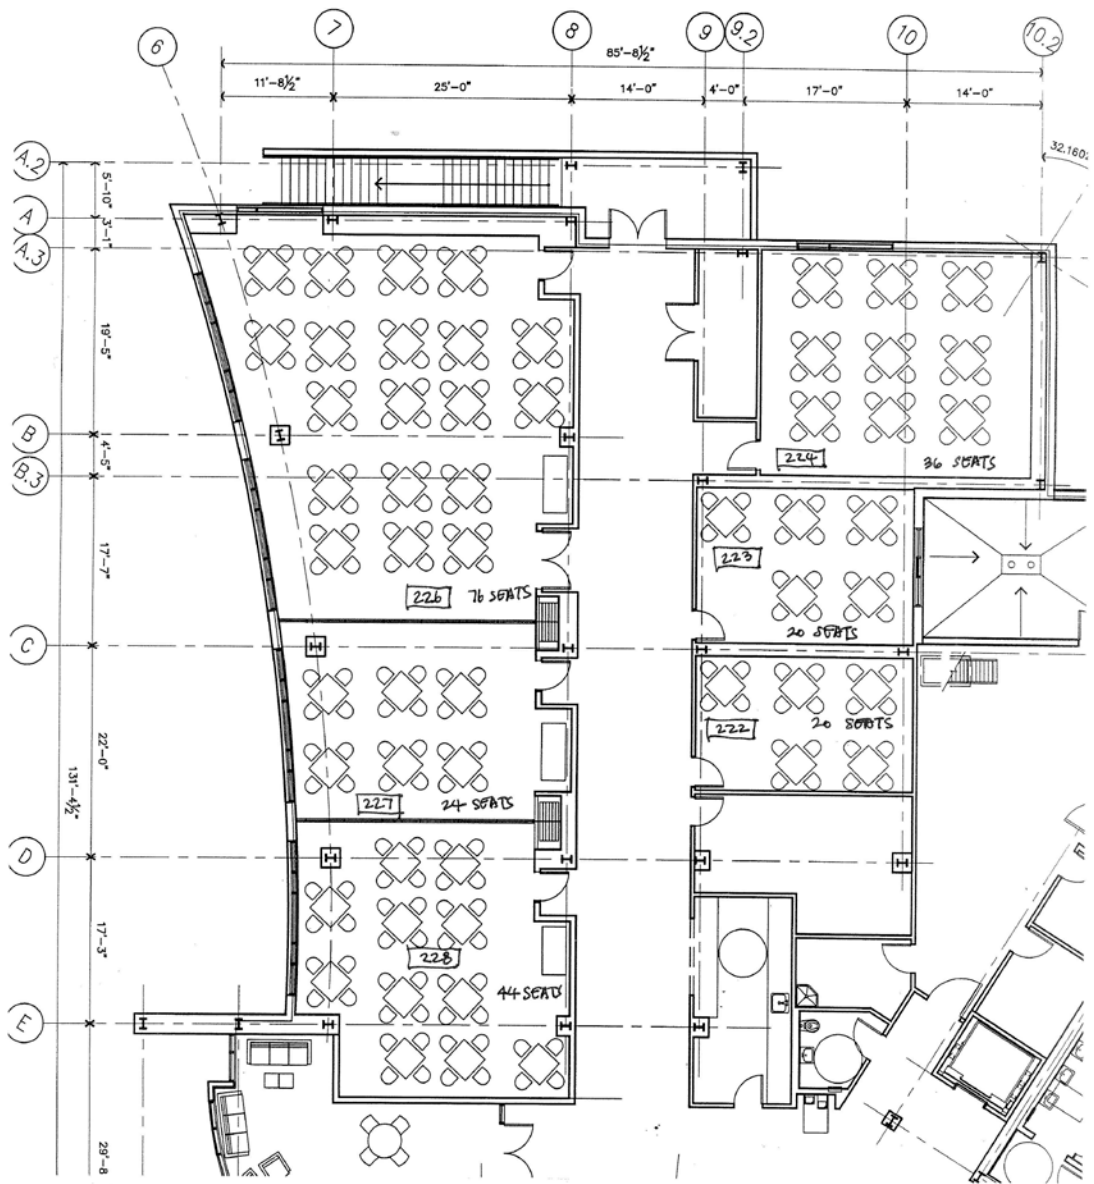 6
7
8
9
9.2
10
10.2
85'-8½"
11'-8½"
25'-0"
14'-0"
4'-0"
17'-0"
14'-0"
A.2
A
A.3
B
B.3
C
D
E
5'-10"
3'-1"
19'-5"
4'-5"
17'-7"
22'-0"
131'-4½"
17'-3"
29'-8
32.160
224
36 SEATS
223
20 SEATS
226 76 SEATS
222 20 SEATS
227 24 SEATS
228
44 SEATS